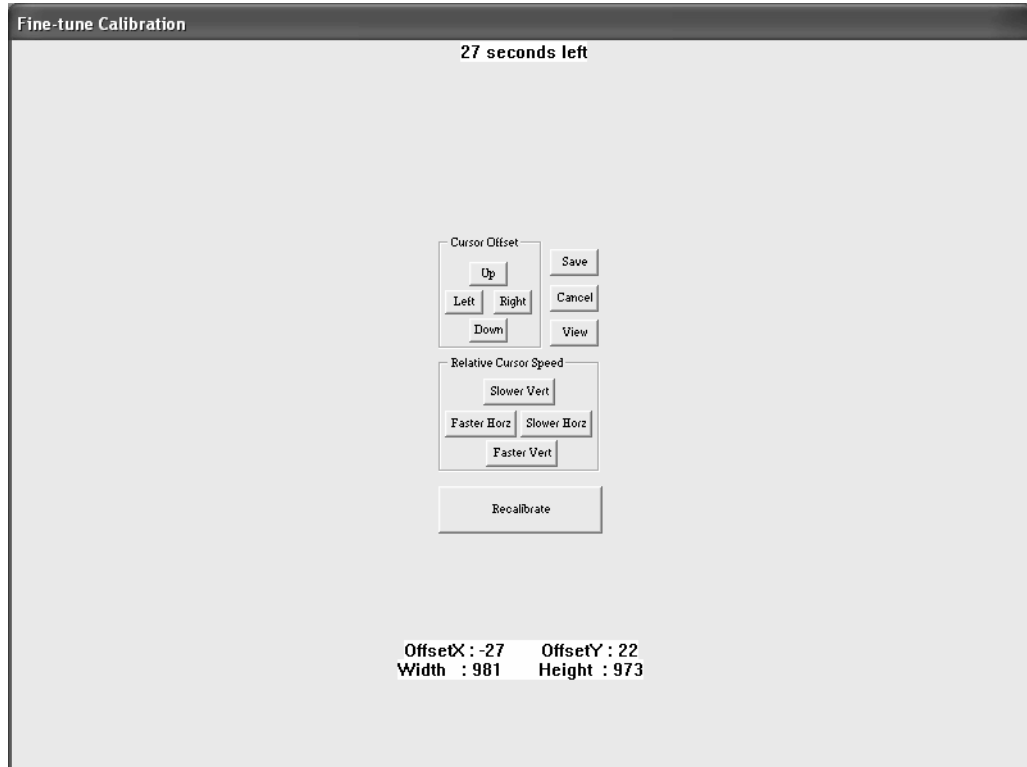 Fine-tune Calibration
27 seconds left
Cursor Offset
Up
Save
Left Right
Cancel
Down
View
Relative Cursor Speed
Slower Vert
Faster Horz Slower Horz
Faster Vert
Recalibrate
OffsetX : -27 OffsetY : 22
Width : 981 Height : 973